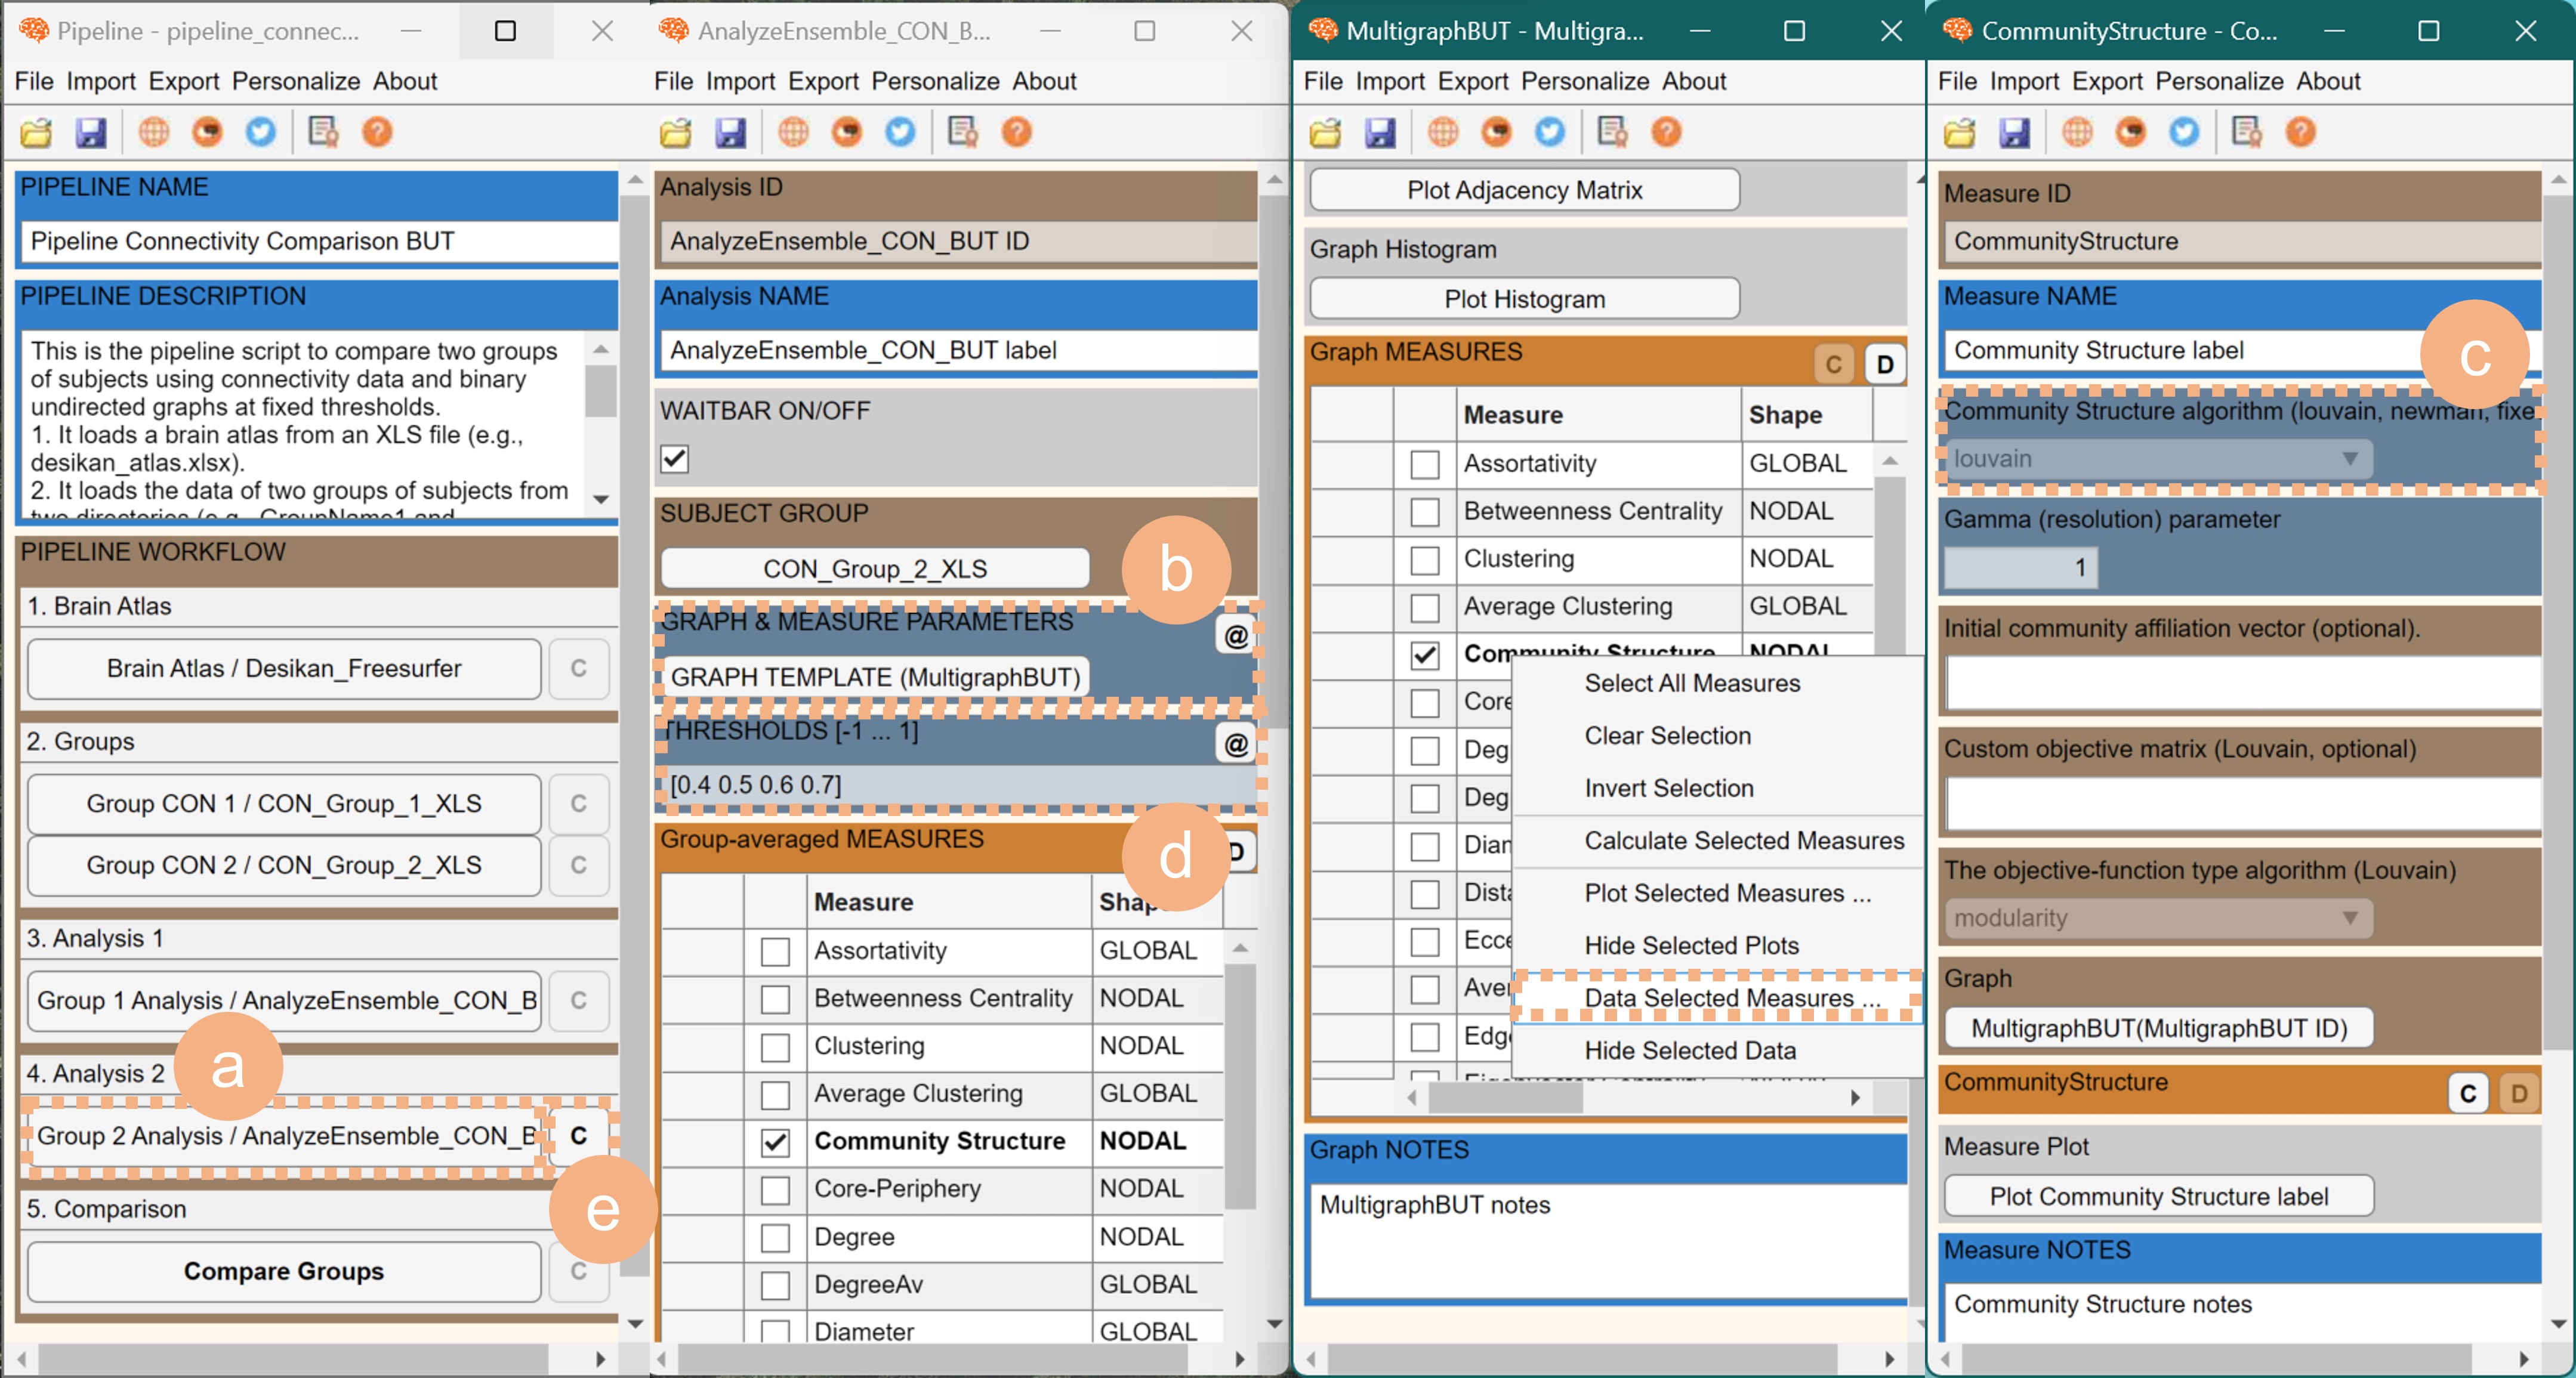 Pipeline - pipeline_connec...
File Import Export Personalize About
PIPELINE NAME
Pipeline Connectivity Comparison BUT
PIPELINE DESCRIPTION
This is the pipeline script to compare two groups
of subjects using connectivity data and binary
undirected graphs at fixed thresholds.
1. It loads a brain atlas from an XLS file (e.g.,
desikan_atlas.xlsx).
2. It loads the data of two groups of subjects from
two directories (e.g., GroupName1 and
PIPELINE WORKFLOW
1. Brain Atlas
Brain Atlas / Desikan_Freesurfer C
2. Groups
Group CON 1 / CON_Group_1_XLS C
Group CON 2 / CON_Group_2_XLS C
3. Analysis 1
Group 1 Analysis / AnalyzeEnsemble_CON_B C
a
4. Analysis 2
Group 2 Analysis / AnalyzeEnsemble_CON_B C
e
5. Comparison
Compare Groups C
AnalyzeEnsemble_CON_B...
File Import Export Personalize About
Analysis ID
AnalyzeEnsemble_CON_BUT ID
Analysis NAME
AnalyzeEnsemble_CON_BUT label
WAITBAR ON/OFF
SUBJECT GROUP
CON_Group_2_XLS
b
GRAPH & MEASURE PARAMETERS @
GRAPH TEMPLATE (MultigraphBUT)
THRESHOLDS [-1 ... 1] @
[0.4 0.5 0.6 0.7]
Group-averaged MEASURES D
d
Measure Shap
Assortativity GLOBAL
Betweenness Centrality NODAL
Clustering NODAL
Average Clustering GLOBAL
Community Structure NODAL
Core-Periphery NODAL
Degree NODAL
DegreeAv GLOBAL
Diameter GLOBAL
MultigraphBUT - Multigra...
File Import Export Personalize About
Plot Adjacency Matrix
Graph Histogram
Plot Histogram
Graph MEASURES C D
Measure Shape
Assortativity GLOBAL
Betweenness Centrality NODAL
Clustering NODAL
Average Clustering GLOBAL
Community Structure NODAL
Core
Deg
Deg
Dian
Dista
Ecce
Aver
Edge
Select All Measures
Clear Selection
Invert Selection
Calculate Selected Measures
Plot Selected Measures ...
Hide Selected Plots
Data Selected Measures ...
Hide Selected Data
Graph NOTES
MultigraphBUT notes
CommunityStructure - Co...
File Import Export Personalize About
Measure ID
CommunityStructure
Measure NAME
Community Structure label
c
Community Structure algorithm (louvain, newman, fixe
louvain
Gamma (resolution) parameter
1
Initial community affiliation vector (optional).
Custom objective matrix (Louvain, optional)
The objective-function type algorithm (Louvain)
modularity
Graph
MultigraphBUT(MultigraphBUT ID)
CommunityStructure C D
Measure Plot
Plot Community Structure label
Measure NOTES
Community Structure notes